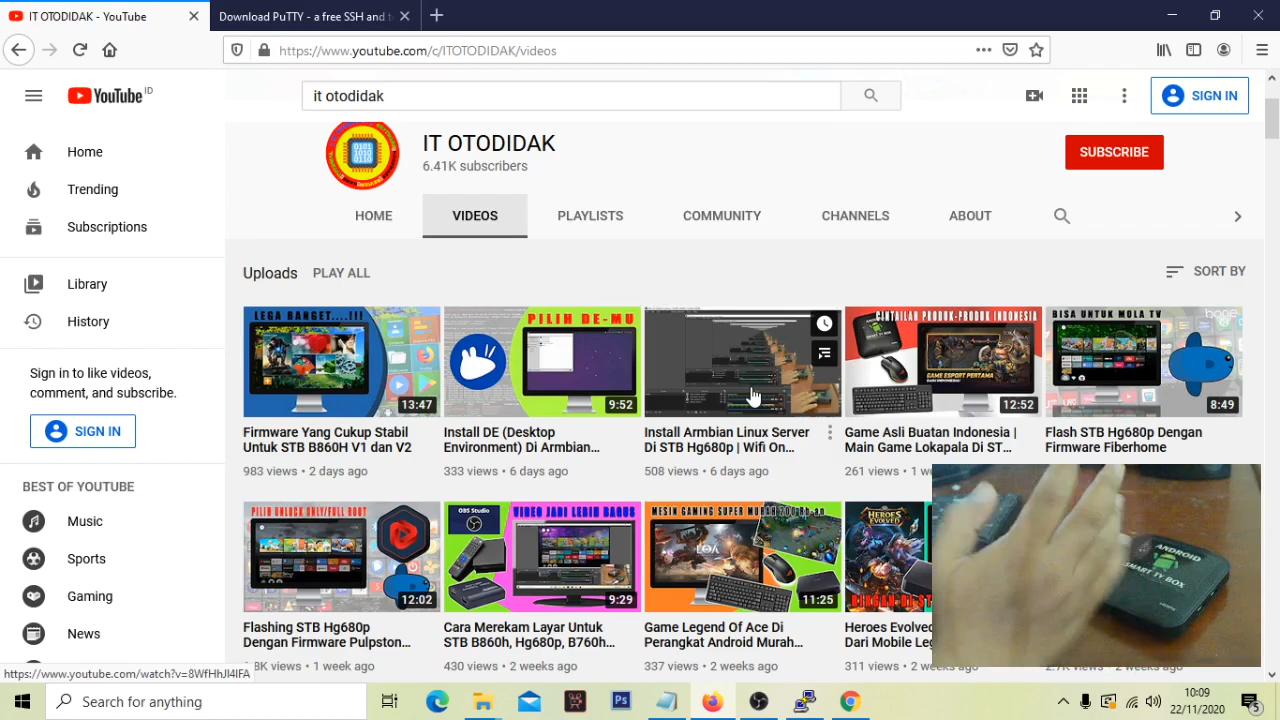 IT OTODIDAK - YouTube
Download PuTTY - a free SSH and
https://www.youtube.com/c/ITOTODIDAK/videos
YouTube ID
it otodidak
SIGN IN
Home
Trending
Subscriptions
Library
History
Sign in to like videos,
comment, and subscribe.
SIGN IN
BEST OF YOUTUBE
Music
Sports
Gaming
News
IT OTODIDAK
6.41K subscribers
SUBSCRIBE
HOME
VIDEOS
PLAYLISTS
COMMUNITY
CHANNELS
ABOUT
Uploads
PLAY ALL
SORT BY
LEGA BANGET....!!!
13:47
Firmware Yang Cukup Stabil
Untuk STB B860H V1 dan V2
983 views • 2 days ago
PILIH DE-MU
9:52
Install DE (Desktop
Environment) Di Armbian...
333 views • 6 days ago
Install Armbian Linux Server
Di STB Hg680p | Wifi On...
508 views • 6 days ago
CINTAILAH PRODUK-PRODUK INDONESIA
GAME ESPORT PERTAMA
12:52
Game Asli Buatan Indonesia |
Main Game Lokapala Di ST...
261 views •
BISA UNTUK MOLA TV
8:49
Flash STB Hg680p Dengan
Firmware Fiberhome
PILIH UNLOCK ONLY/FULL ROOT
12:02
Flashing STB Hg680p
Dengan Firmware Pulpston...
views • 1 week ago
OBS Studio
VIDEO JADI LEBIH BAGUS
9:29
Cara Merekam Layar Untuk
STB B860h, Hg680p, B760h...
430 views • 2 weeks ago
MESIN GAMING SUPER MURAH 200 Rb-an
LOA
11:25
Game Legend Of Ace Di
Perangkat Android Murah...
337 views • 2 weeks ago
HEROES
EVOLVED
Heroes Evolved
Dari Mobile
311 views • 2 weeks ago
weeks ago
ANDROID
SMART TV BOX
https://www.youtube.com/watch?v=8WfHhJI4lFA
Search for anything
10:09
22/11/2020
5